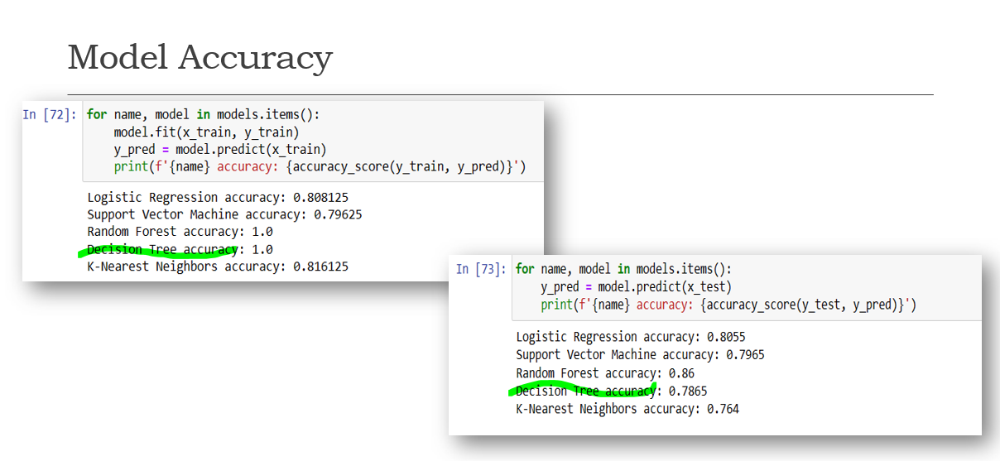 Model Accuracy
In [72]: for name, model in models.items():
model.fit(x_train, y_train)
y_pred = model.predict(x_train)
print(f'{name} accuracy: {accuracy_score(y_train, y_pred)}')
Logistic Regression accuracy: 0.808125
Support Vector Machine accuracy: 0.79625
Random Forest accuracy: 1.0
Decision Tree accuracy: 1.0
K-Nearest Neighbors accuracy: 0.816125
In [73]: for name, model in models.items():
y_pred = model.predict(x_test)
print(f'{name} accuracy: {accuracy_score(y_test, y_pred)}')
Logistic Regression accuracy: 0.8055
Support Vector Machine accuracy: 0.7965
Random Forest accuracy: 0.86
Decision Tree accuracy: 0.7865
K-Nearest Neighbors accuracy: 0.764